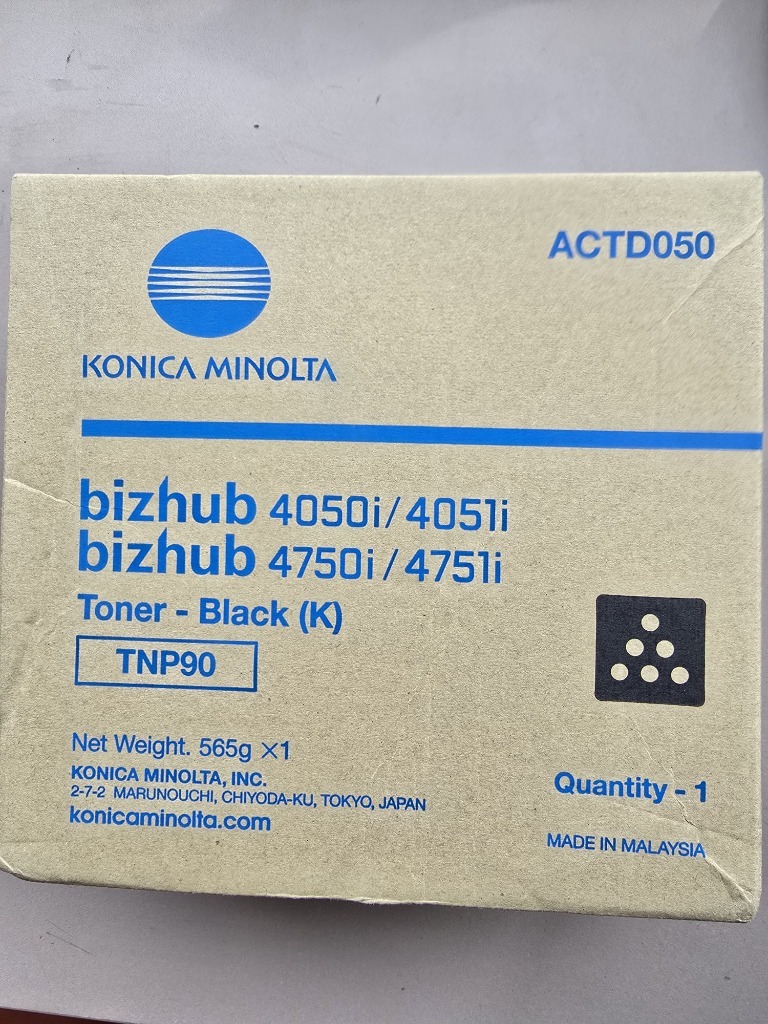 ACTD050
KONICA MINOLTA
bizhub 4050i/4051i
bizhub 4750i/4751i
Toner - Black (K)
TNP90
Net Weight. 565g ×1
KONICA MINOLTA, INC.
2-7-2 MARUNOUCHI, CHIYODA-KU, TOKYO, JAPAN
konicaminolta.com
Quantity - 1
MADE IN MALAYSIA